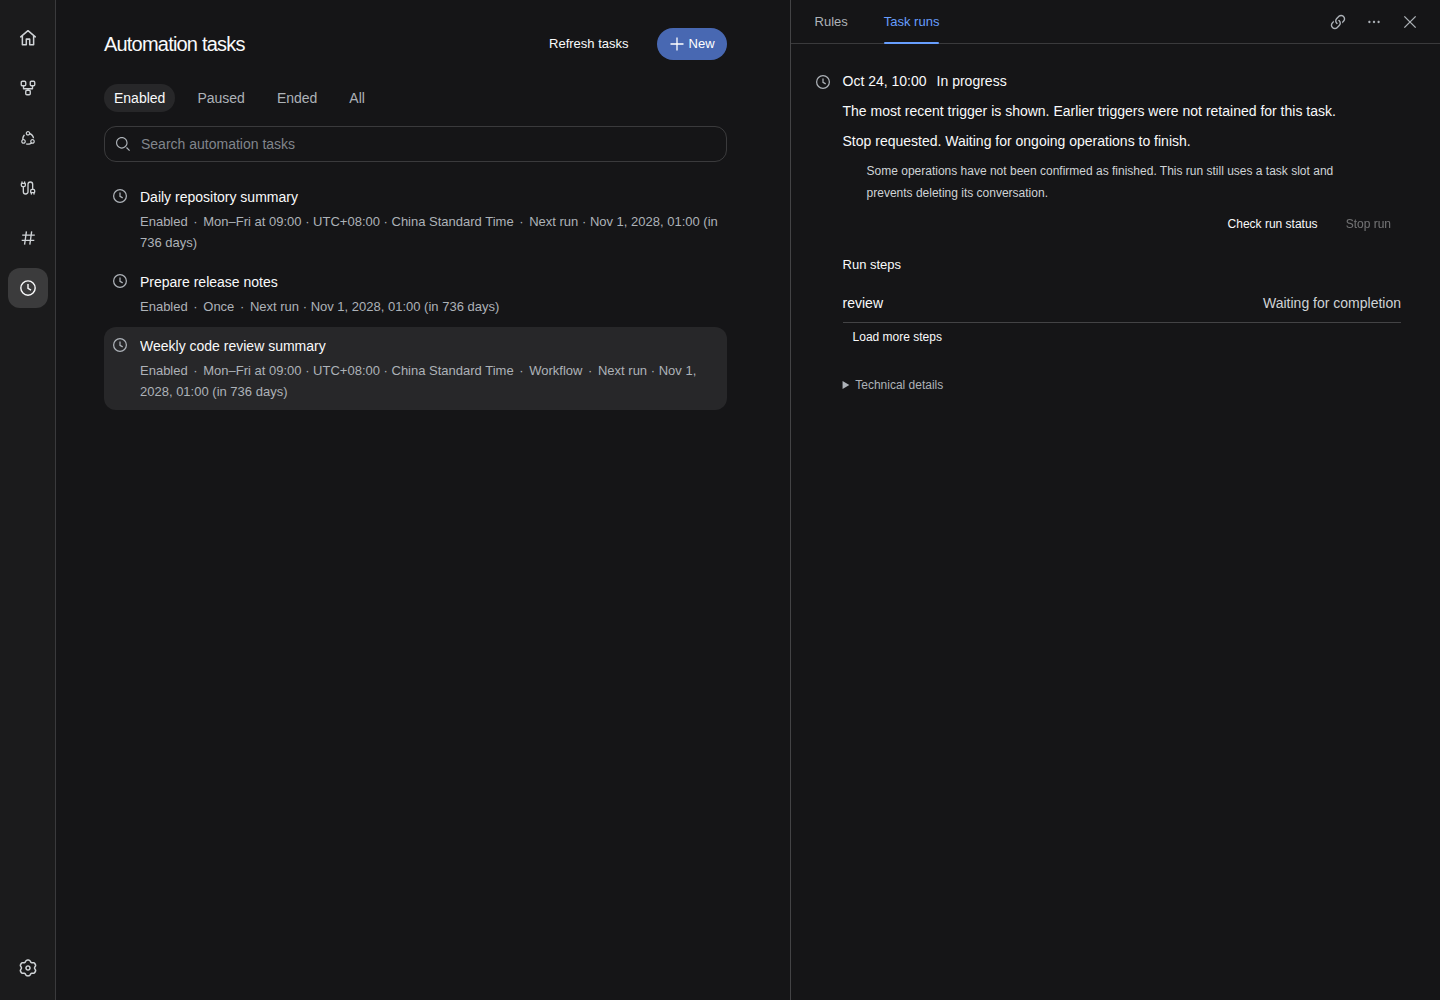 Automation tasks
Refresh tasks
New
Enabled
Paused
Ended
All
Search automation tasks
Daily repository summary
Enabled · Mon–Fri at 09:00 · UTC+08:00 · China Standard Time · Next run · Nov 1, 2028, 01:00 (in
736 days)
Prepare release notes
Enabled · Once · Next run · Nov 1, 2028, 01:00 (in 736 days)
Weekly code review summary
Enabled · Mon–Fri at 09:00 · UTC+08:00 · China Standard Time · Workflow · Next run · Nov 1,
2028, 01:00 (in 736 days)
Rules
Task runs
Oct 24, 10:00 In progress
The most recent trigger is shown. Earlier triggers were not retained for this task.
Stop requested. Waiting for ongoing operations to finish.
Some operations have not been confirmed as finished. This run still uses a task slot and
prevents deleting its conversation.
Check run status
Stop run
Run steps
review
Waiting for completion
Load more steps
Technical details